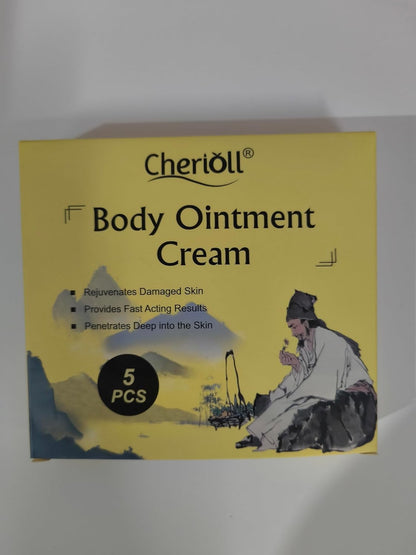 Cherioll®
Body Ointment
Cream
■ Rejuvenates Damaged Skin
■ Provides Fast Acting Results
■ Penetrates Deep into the Skin
5
PCS